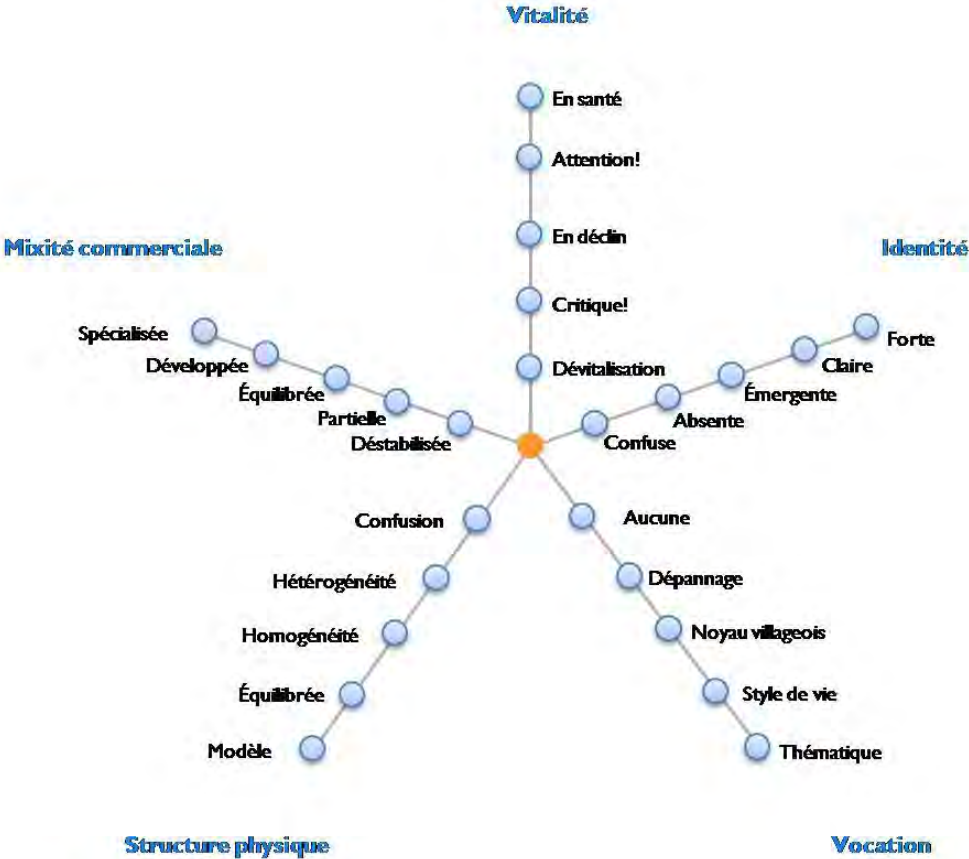 Vitalité
En santé
Attention!
En déclin
Critique!
Dévitalisation
Mixité commerciale
Spécialisée
Développée
Équilibrée
Partielle
Déstabilisée
Identité
Forte
Claire
Émergente
Absente
Confuse
Confusion
Hétérogénéité
Homogénéité
Équilibrée
Modèle
Structure physique
Aucune
Dépannage
Noyau villageois
Style de vie
Thématique
Vocation